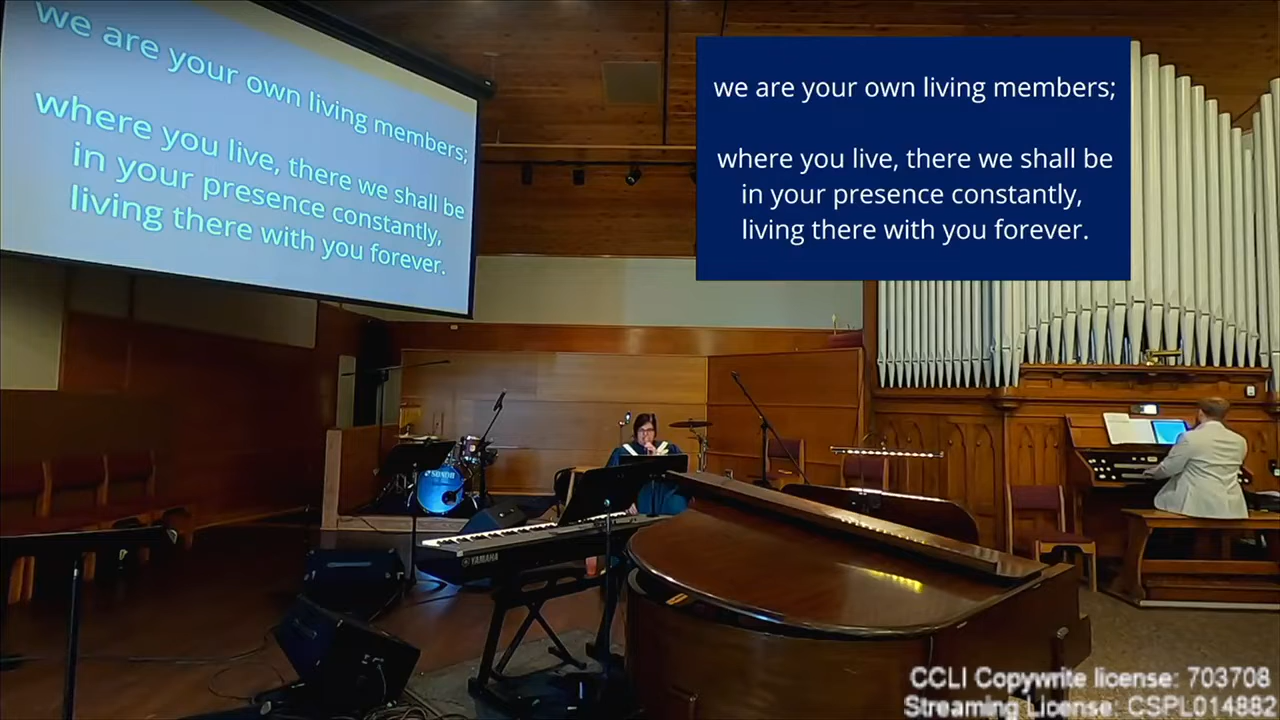 we are your own living members;
where you live, there we shall be
in your presence constantly,
living there with you forever.
we are your own living members;
where you live, there we shall be
in your presence constantly,
living there with you forever.
SONOR
YAMAHA
CCLI Copywrite license: 703708
Streaming License: CSPL014882